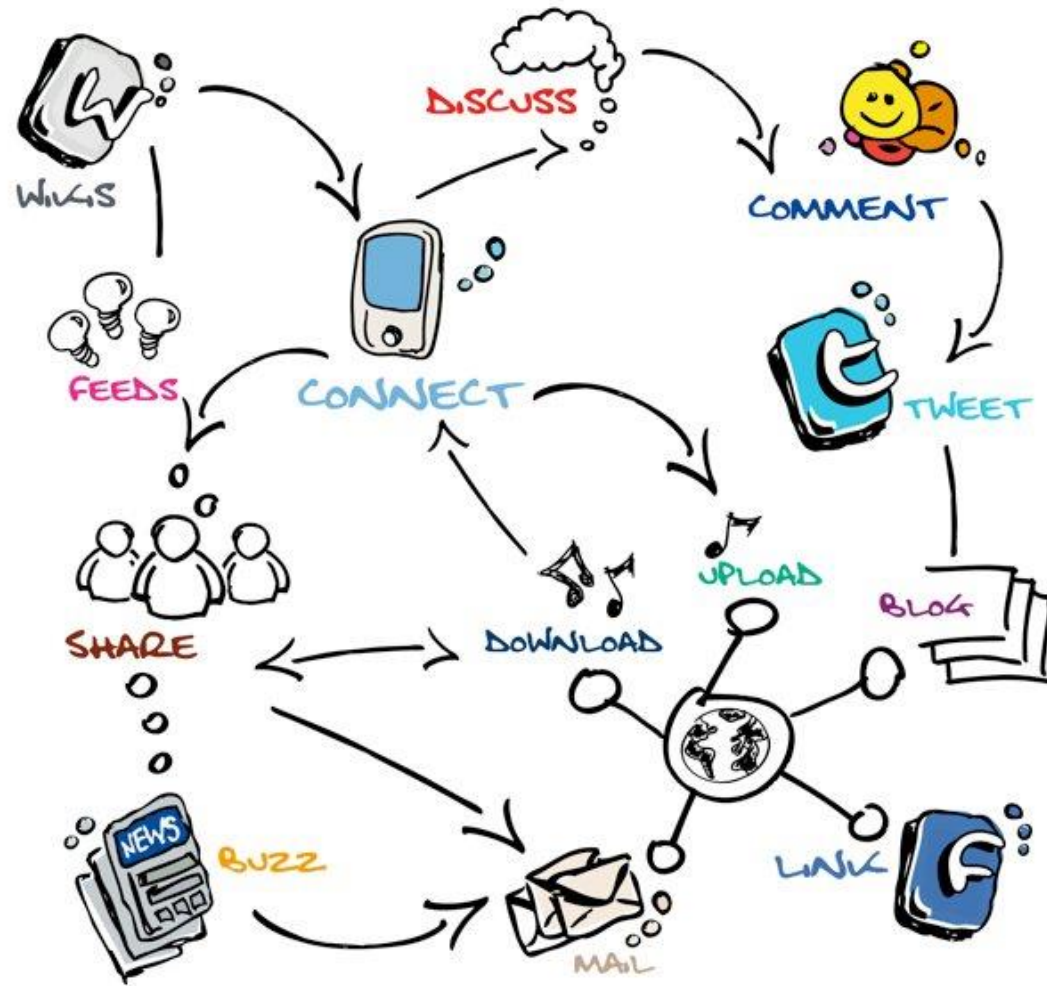 DISCUSS
W
WIKIS
COMMENT
FEEDS
CONNECT
t
TWEET
UPLOAD
BLOG
SHARE
DOWNLOAD
NEWS
BUZZ
LINK
F
MAIL